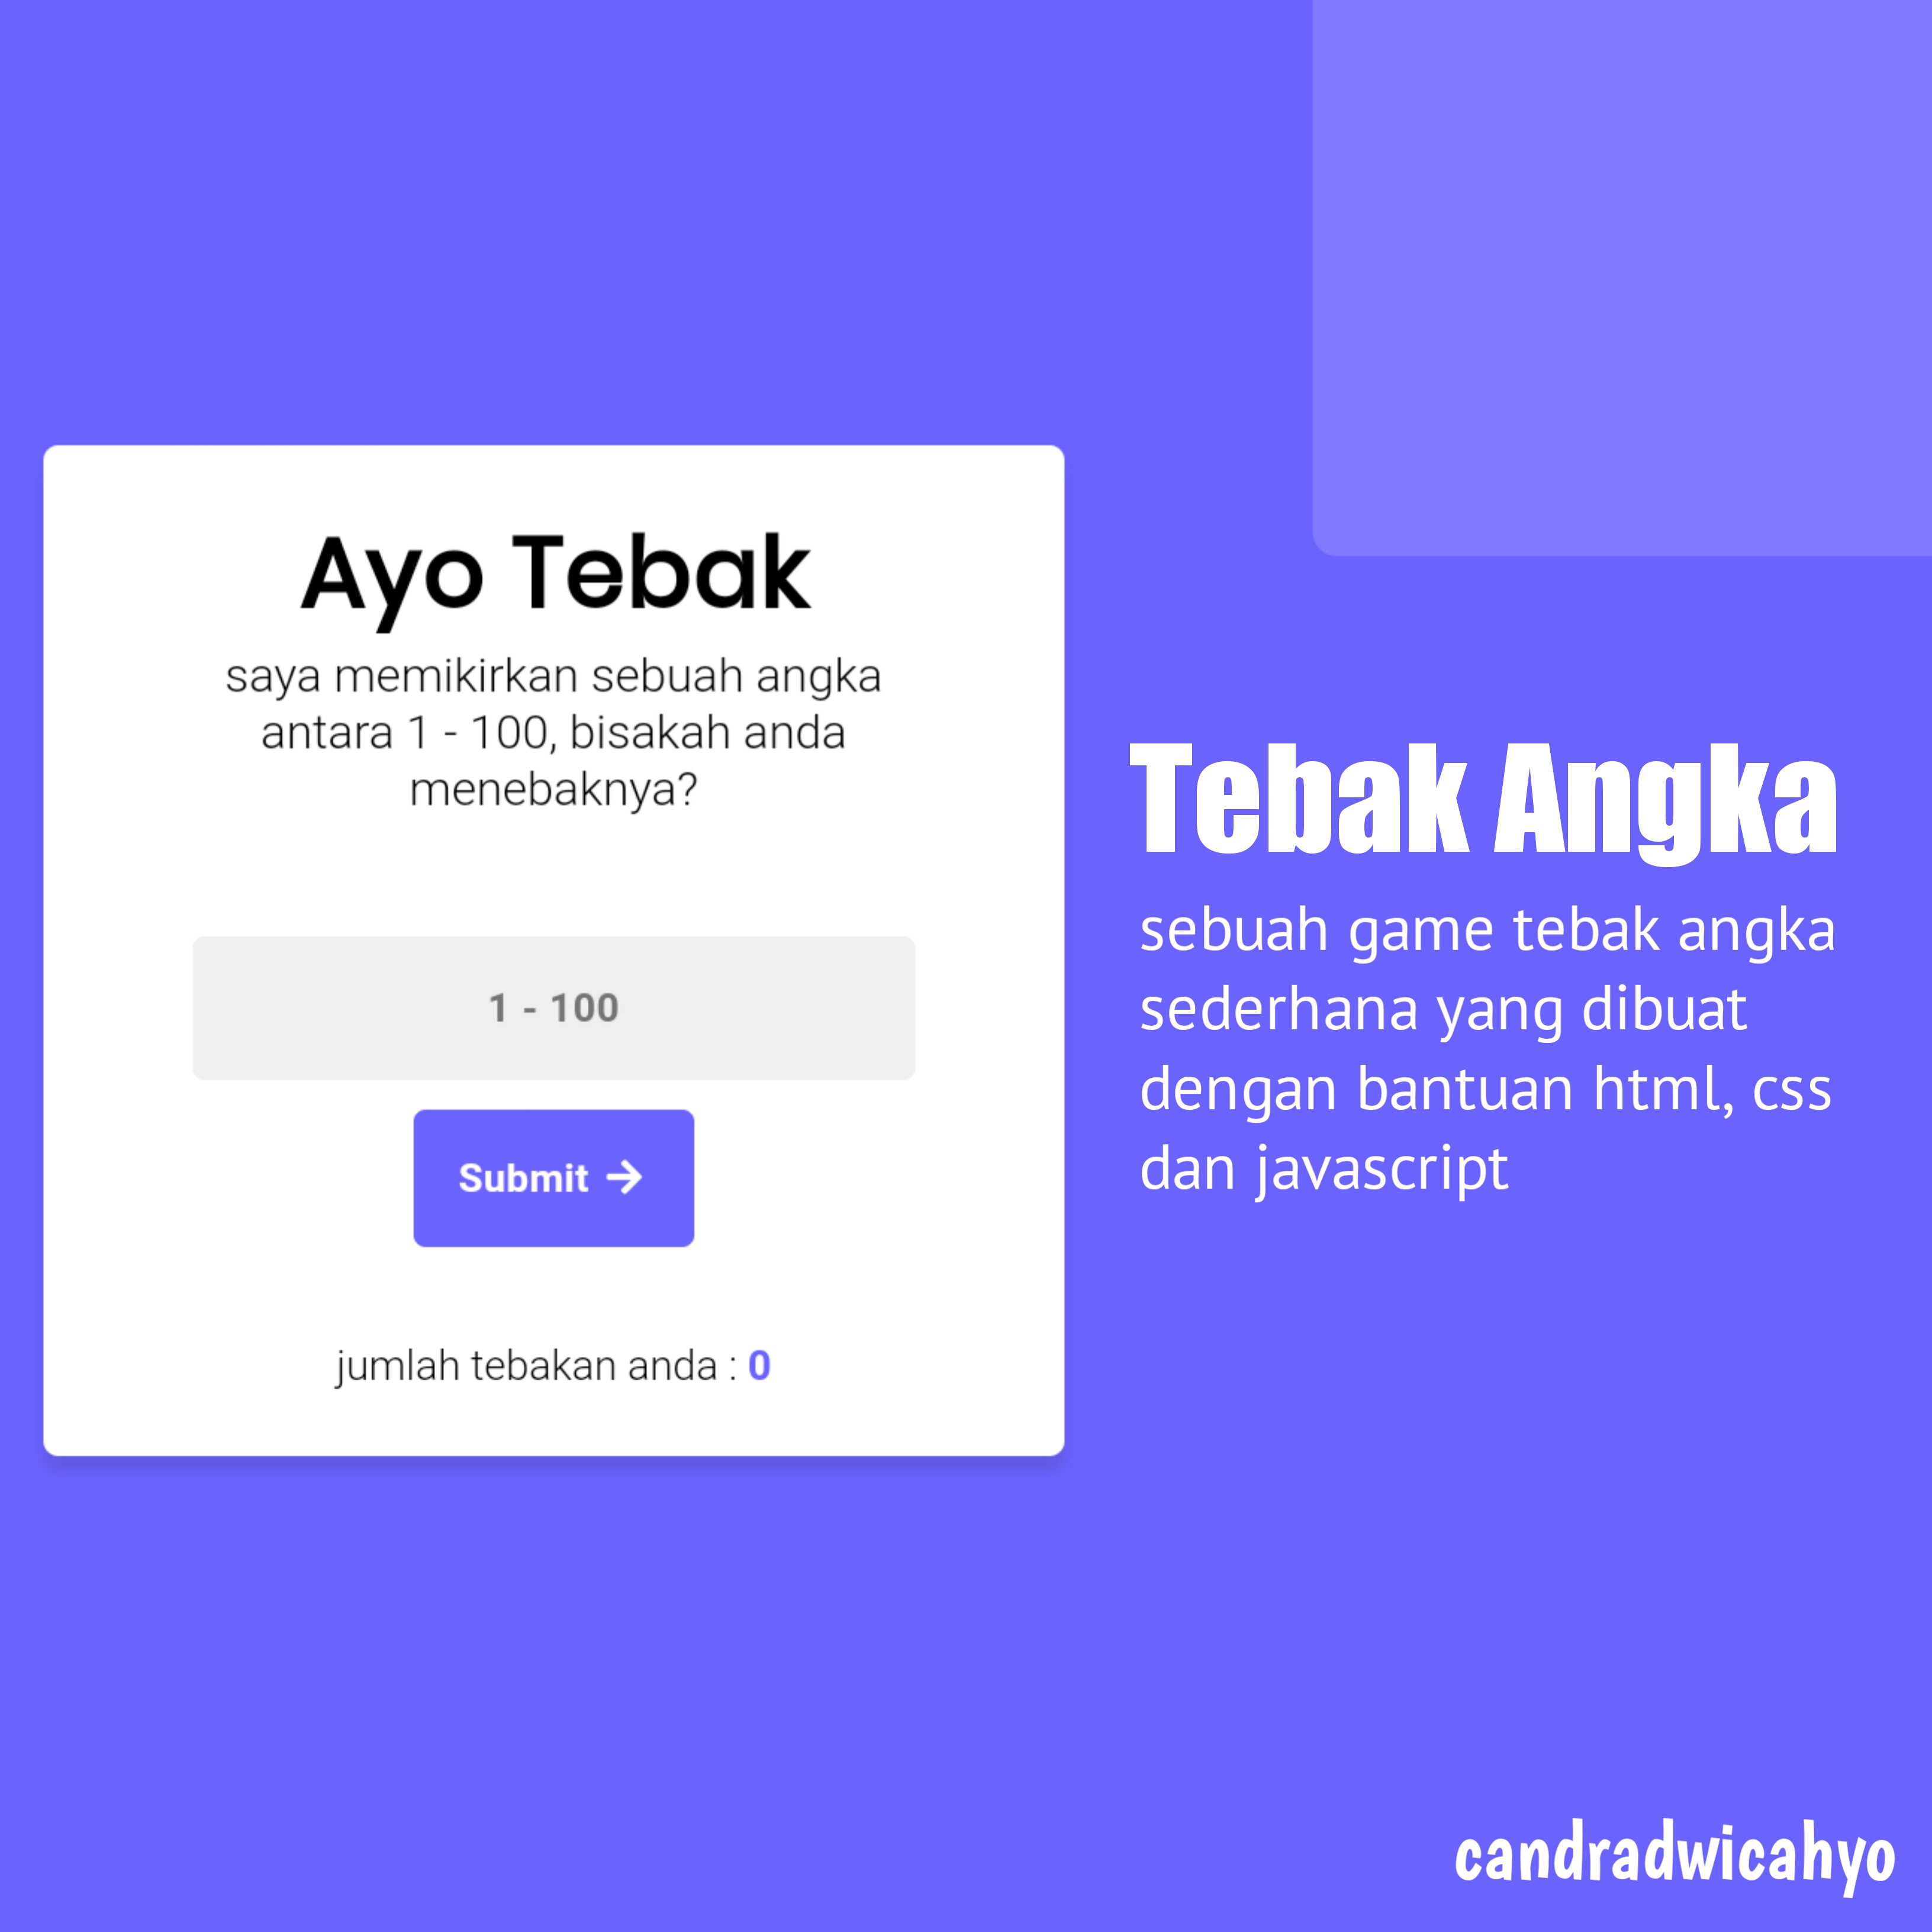 Ayo Tebak
saya memikirkan sebuah angka
antara 1 - 100, bisakah anda
menebaknya?
1 - 100
Submit →
jumlah tebakan anda : 0
Tebak Angka
sebuah game tebak angka
sederhana yang dibuat
dengan bantuan html, css
dan javascript
candradwicahyo